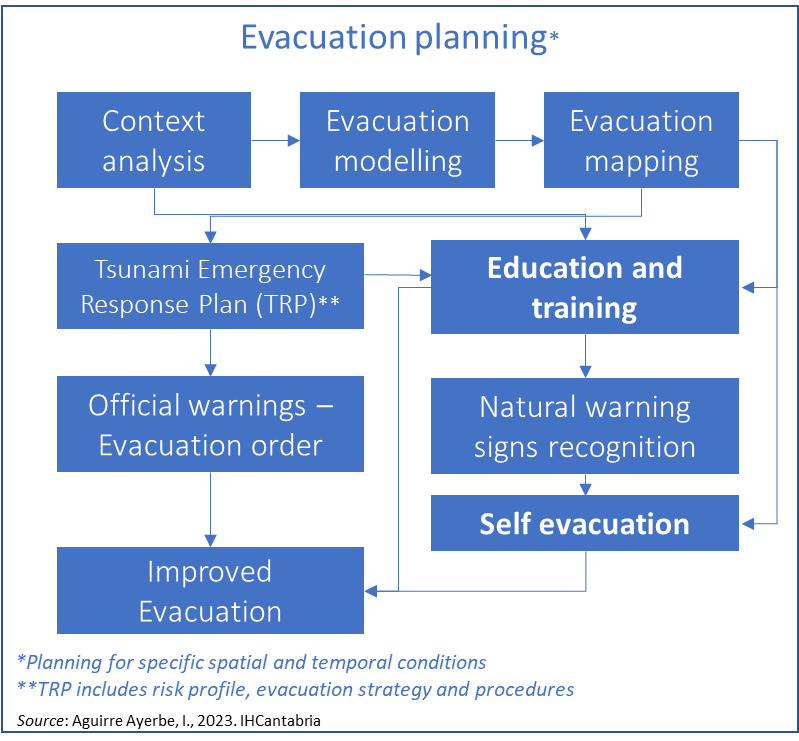 Evacuation planning*
Context
analysis
Evacuation
modelling
Evacuation
mapping
Tsunami Emergency
Response Plan (TRP)**
Education and
training
Official warnings –
Evacuation order
Natural warning
signs recognition
Self evacuation
Improved
Evacuation
*Planning for specific spatial and temporal conditions
**TRP includes risk profile, evacuation strategy and procedures
Source: Aguirre Ayerbe, I., 2023. IHCantabria